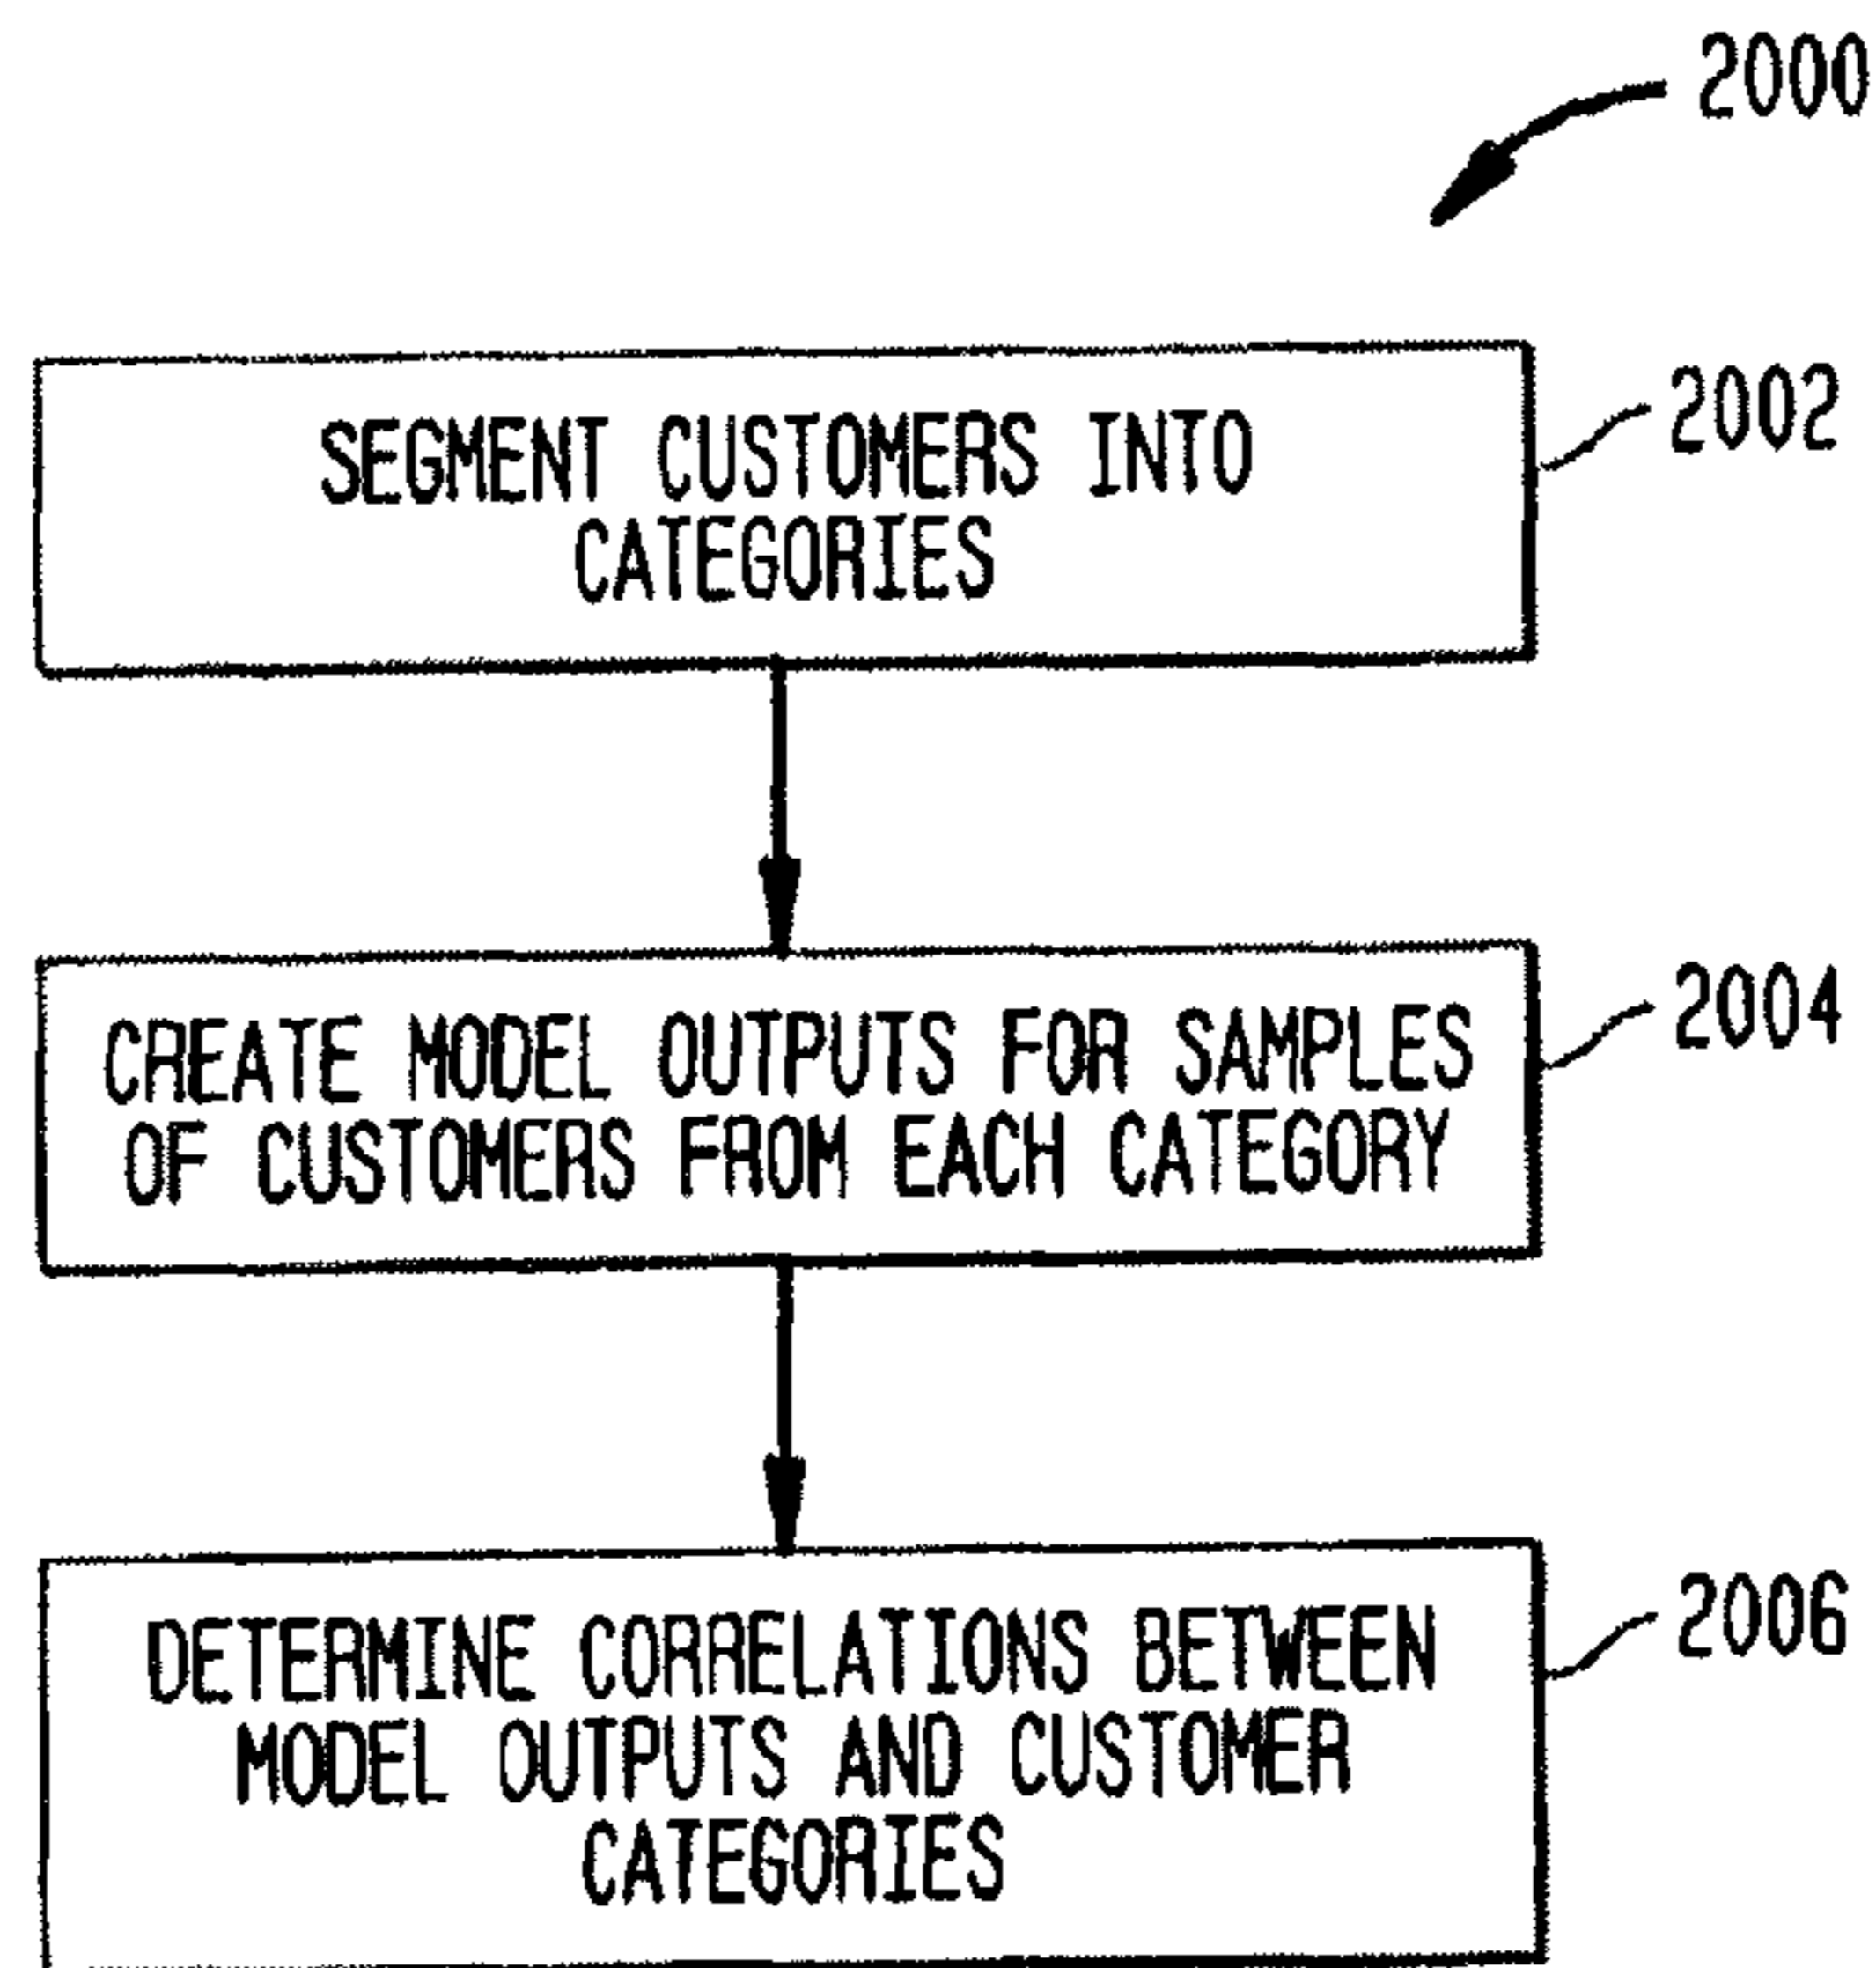 2000
SEGMENT CUSTOMERS INTO
CATEGORIES
2002
CREATE MODEL OUTPUTS FOR SAMPLES
OF CUSTOMERS FROM EACH CATEGORY
2004
DETERMINE CORRELATIONS BETWEEN
MODEL OUTPUTS AND CUSTOMER
CATEGORIES
2006